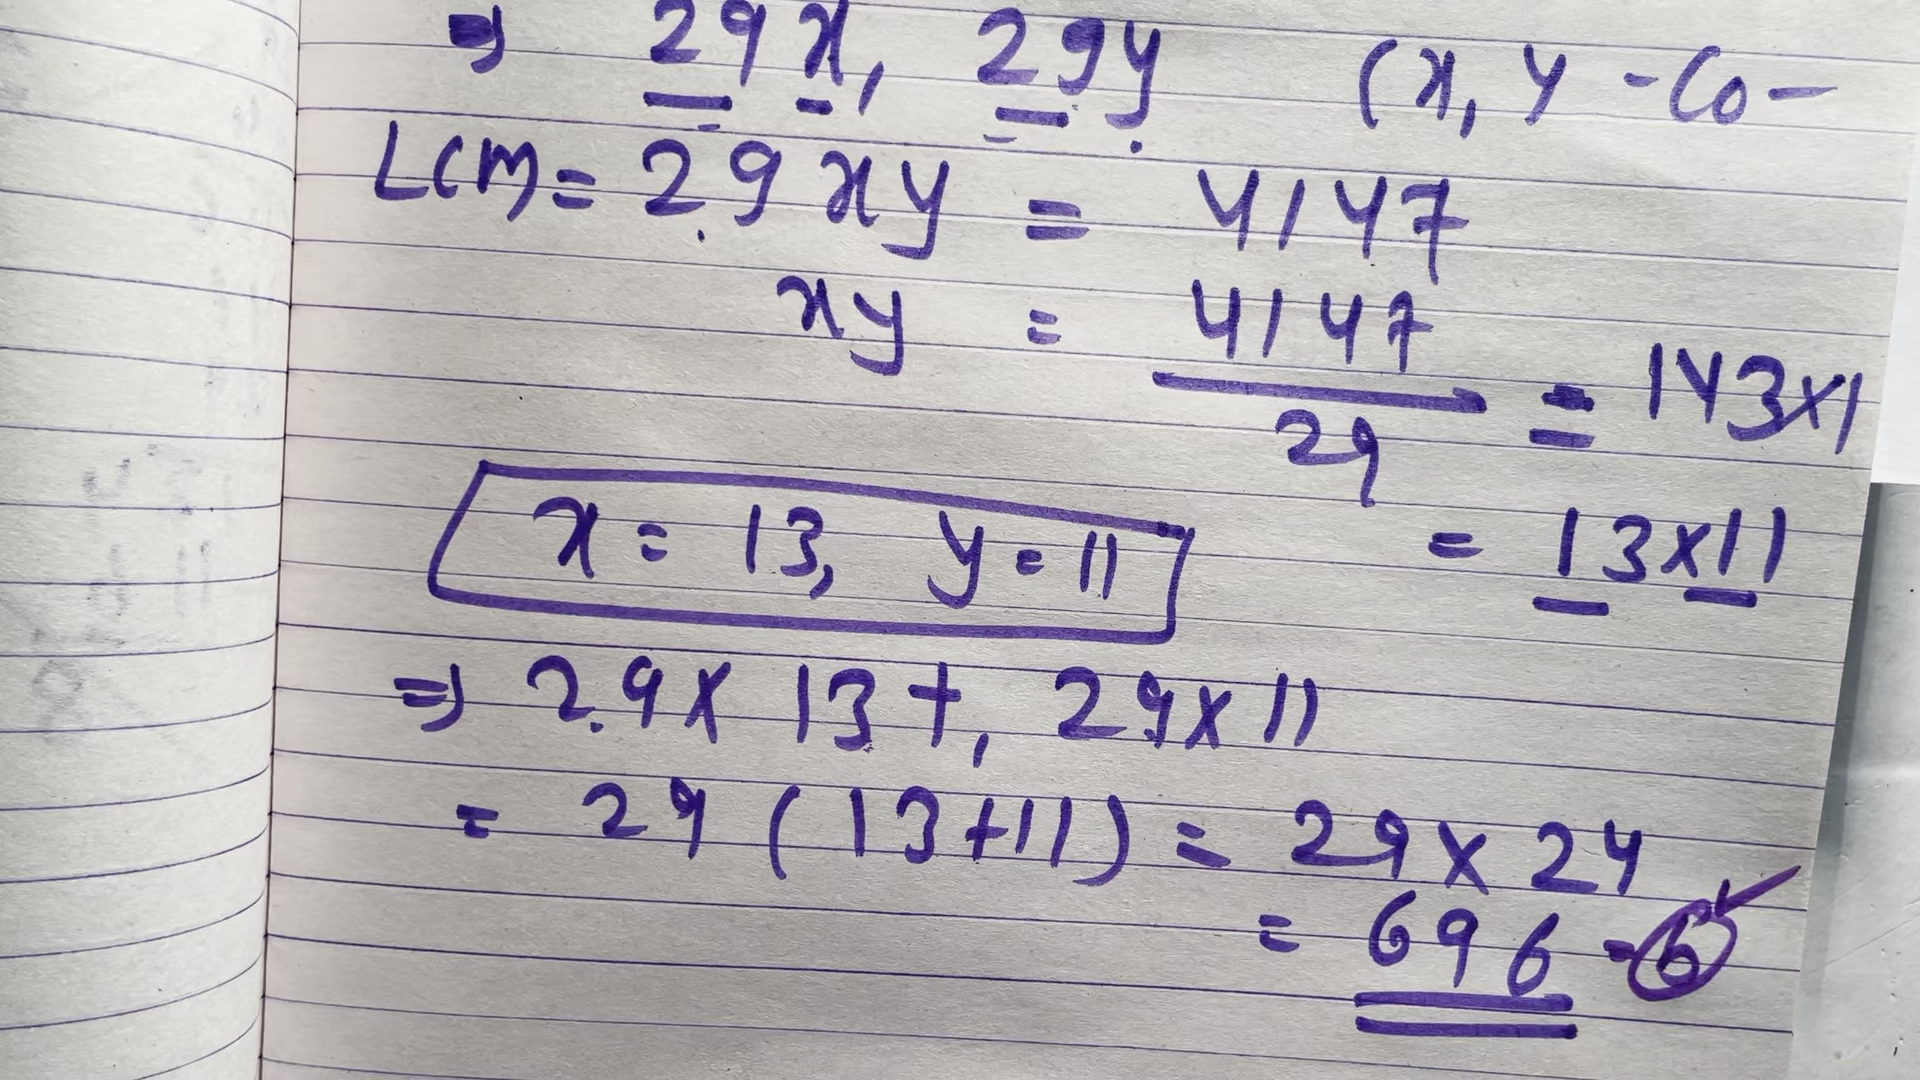 ⇒ 29x, 29y (x, y - Co-
LCM = 29xy = 4147
xy = 4147/29 = 143×1
= 13×11
x = 13, y = 11
⇒ 29 × 13 +, 29 × 11
= 29 (13+11) = 29 × 24
= 696 - b